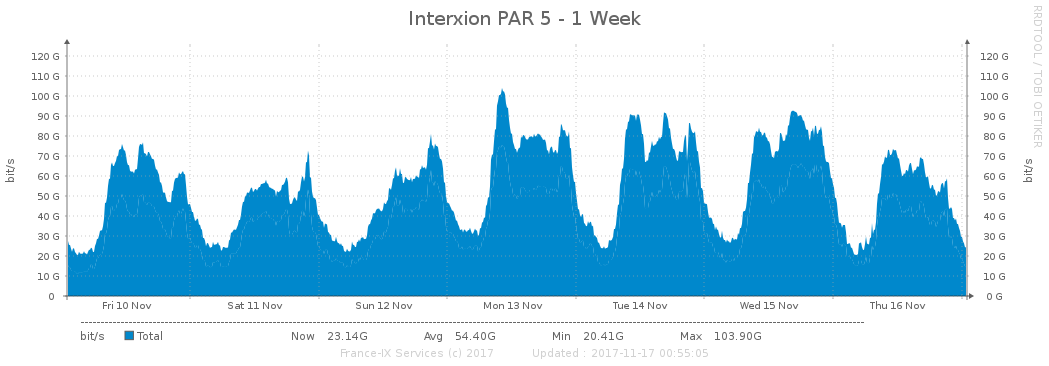 Interxion PAR 5 - 1 Week
RRDTOOL / TOBI OETIKER
bit/s
120 G 120 G
110 G 110 G
100 G 100 G
90 G 90 G
80 G 80 G
70 G 70 G
60 G 60 G
50 G 50 G
40 G 40 G
30 G 30 G
20 G 20 G
10 G 10 G
0 0 G
bit/s
Fri 10 Nov Sat 11 Nov Sun 12 Nov Mon 13 Nov Tue 14 Nov Wed 15 Nov Thu 16 Nov
bit/s Total Now 23.14G Avg 54.40G Min 20.41G Max 103.90G
France-IX Services (c) 2017 Updated : 2017-11-17 00:55:05